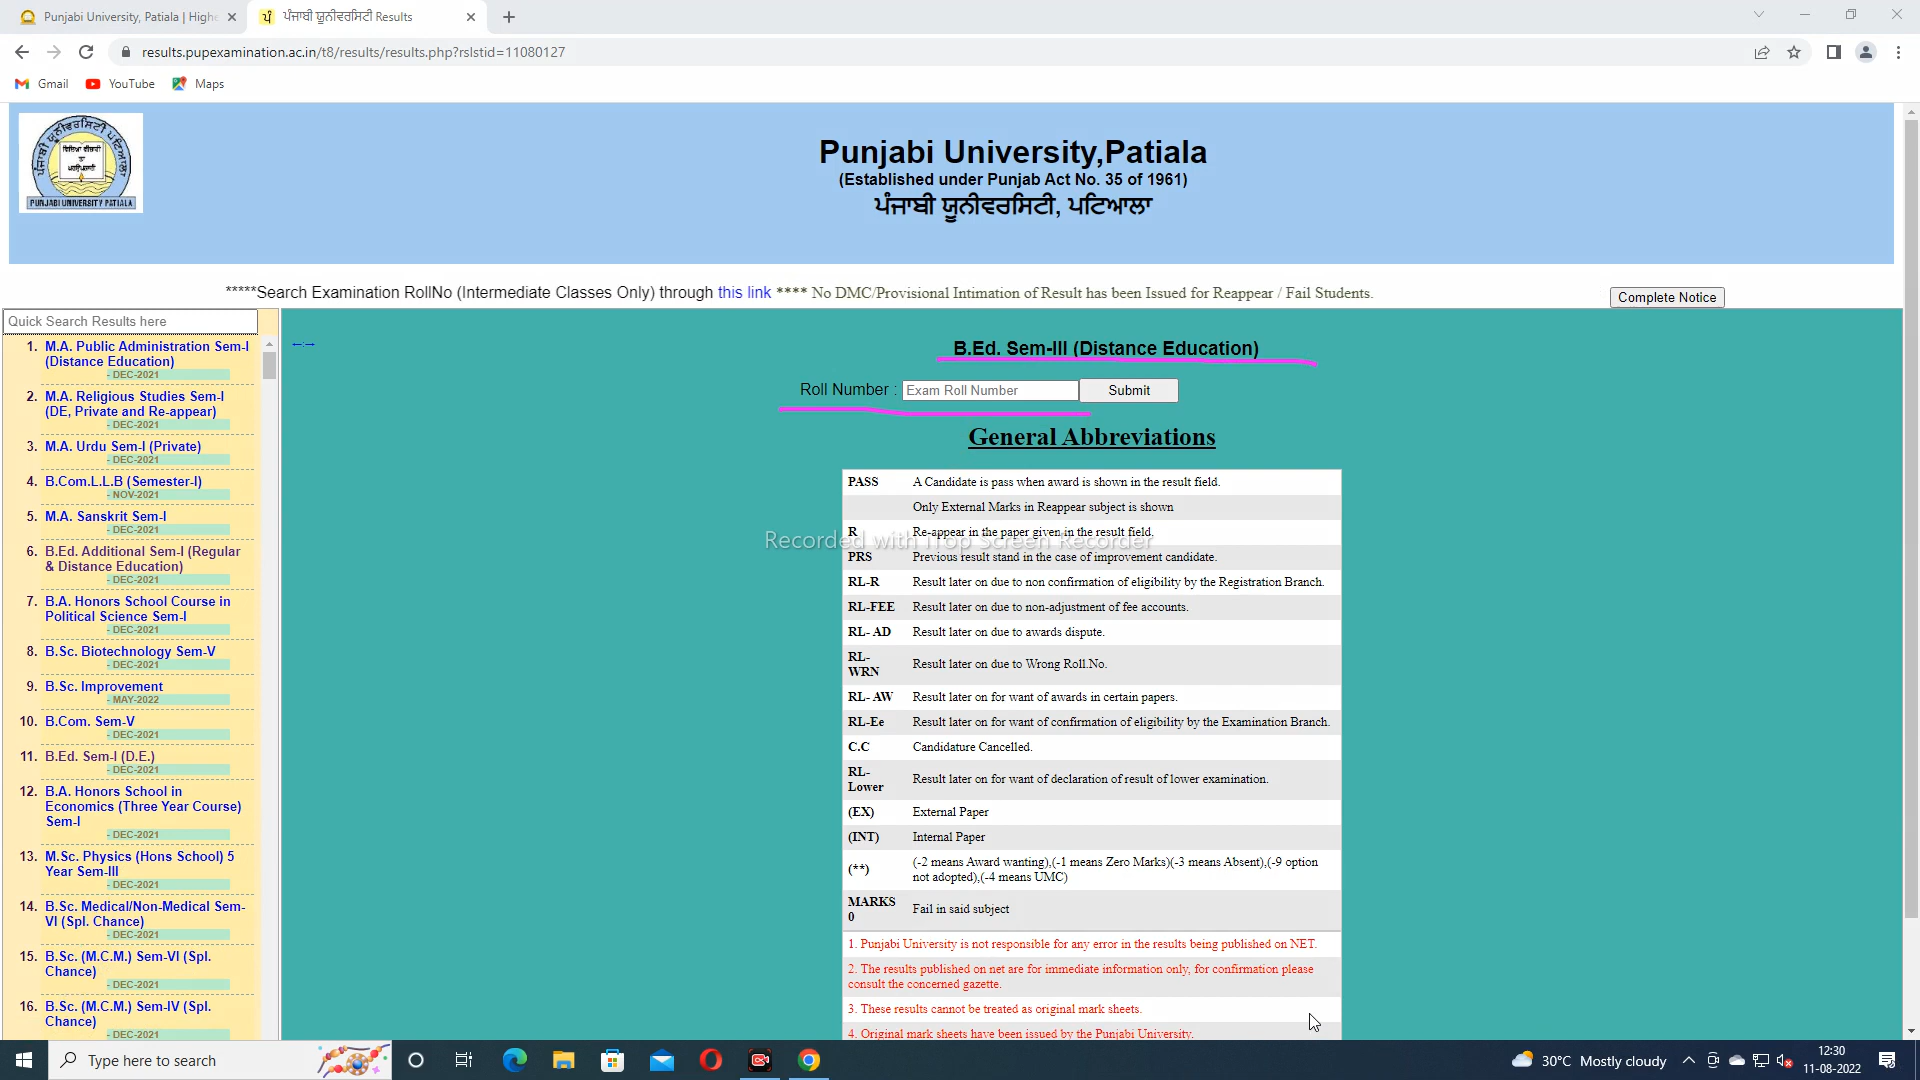 Punjabi University, Patiala | Highe
ਪੰਜਾਬੀ ਯੂਨੀਵਰਸਿਟੀ Results
results.pupexamination.ac.in/t8/results/results.php?rslstid=11080127
Gmail
YouTube
Maps
PUNJABI UNIVERSITY PATIALA
Punjabi University,Patiala
(Established under Punjab Act No. 35 of 1961)
ਪੰਜਾਬੀ ਯੂਨੀਵਰਸਿਟੀ, ਪਟਿਆਲਾ
*****Search Examination RollNo (Intermediate Classes Only) through this link **** No DMC/Provisional Intimation of Result has been Issued for Reappear / Fail Students.
Complete Notice
Quick Search Results here
1. M.A. Public Administration Sem-I
(Distance Education)
- DEC-2021
2. M.A. Religious Studies Sem-I
(DE, Private and Re-appear)
- DEC-2021
3. M.A. Urdu Sem-I (Private)
- DEC-2021
4. B.Com.L.L.B (Semester-I)
- NOV-2021
5. M.A. Sanskrit Sem-I
- DEC-2021
6. B.Ed. Additional Sem-I (Regular
& Distance Education)
- DEC-2021
7. B.A. Honors School Course in
Political Science Sem-I
- DEC-2021
8. B.Sc. Biotechnology Sem-V
- DEC-2021
9. B.Sc. Improvement
- MAY-2022
10. B.Com. Sem-V
- DEC-2021
11. B.Ed. Sem-I (D.E.)
- DEC-2021
12. B.A. Honors School in
Economics (Three Year Course)
Sem-I
- DEC-2021
13. M.Sc. Physics (Hons School) 5
Year Sem-III
- DEC-2021
14. B.Sc. Medical/Non-Medical Sem-
VI (Spl. Chance)
- DEC-2021
15. B.Sc. (M.C.M.) Sem-VI (Spl.
Chance)
- DEC-2021
16. B.Sc. (M.C.M.) Sem-IV (Spl.
Chance)
- DEC-2021
B.Ed. Sem-III (Distance Education)
Roll Number : Exam Roll Number Submit
General Abbreviations
PASS A Candidate is pass when award is shown in the result field.
Only External Marks in Reappear subject is shown
R Re-appear in the paper given in the result field.
Recorded with iTop Screen Recorder
PRS Previous result stand in the case of improvement candidate.
RL-R Result later on due to non confirmation of eligibility by the Registration Branch.
RL-FEE Result later on due to non-adjustment of fee accounts.
RL- AD Result later on due to awards dispute.
RL-
WRN Result later on due to Wrong Roll.No.
RL- AW Result later on for want of awards in certain papers.
RL-Ee Result later on for want of confirmation of eligibility by the Examination Branch.
C.C Candidature Cancelled.
RL-
Lower Result later on for want of declaration of result of lower examination.
(EX) External Paper
(INT) Internal Paper
(**) (-2 means Award wanting),(-1 means Zero Marks)(-3 means Absent),(-9 option
not adopted),(-4 means UMC)
MARKS
0 Fail in said subject
1. Punjabi University is not responsible for any error in the results being published on NET.
2. The results published on net are for immediate information only, for confirmation please
consult the concerned gazette.
3. These results cannot be treated as original mark sheets.
4. Original mark sheets have been issued by the Punjabi University.
Type here to search
30°C Mostly cloudy
12:30
11-08-2022